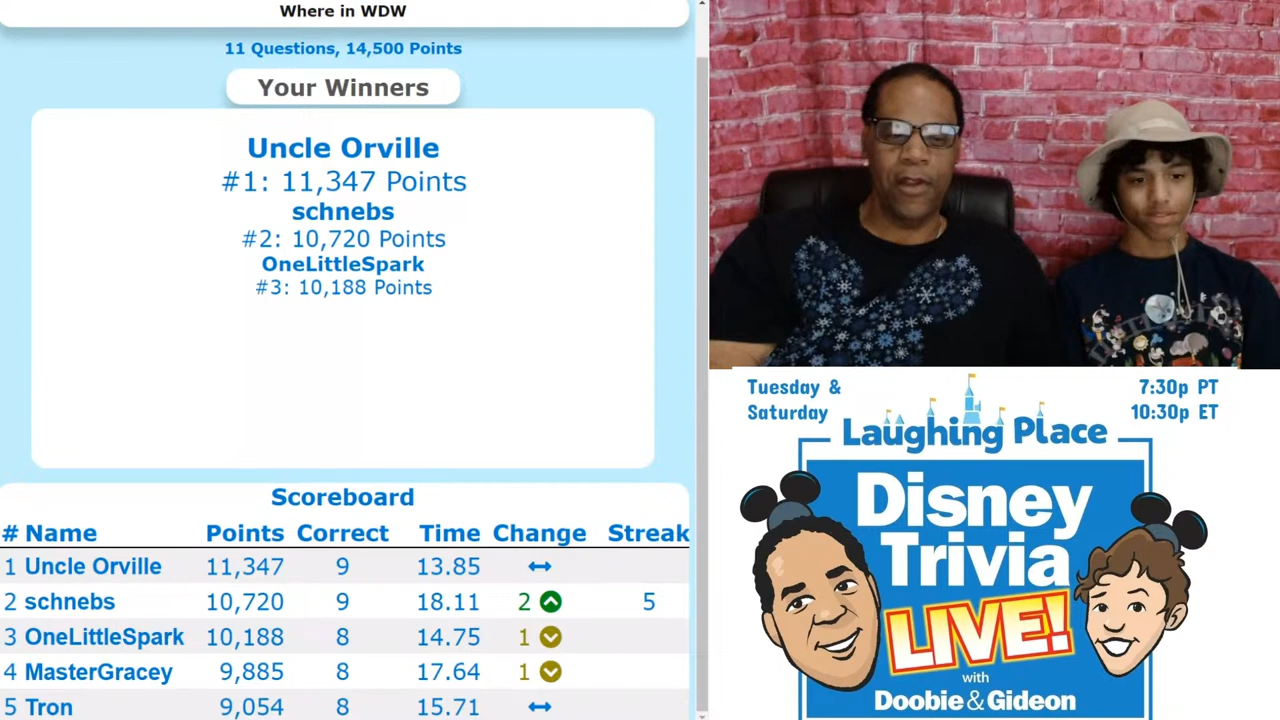 Where in WDW
11 Questions, 14,500 Points
Your Winners
Uncle Orville
#1: 11,347 Points
schnebs
#2: 10,720 Points
OneLittleSpark
#3: 10,188 Points
Scoreboard
# Name Points Correct Time Change Streak
1 Uncle Orville 11,347 9 13.85
2 schnebs 10,720 9 18.11 2 5
3 OneLittleSpark 10,188 8 14.75 1
4 MasterGracey 9,885 8 17.64 1
5 Tron 9,054 8 15.71
Tuesday & 7:30p PT
Saturday 10:30p ET
Laughing Place
Disney
Trivia
LIVE!
with
Doobie & Gideon